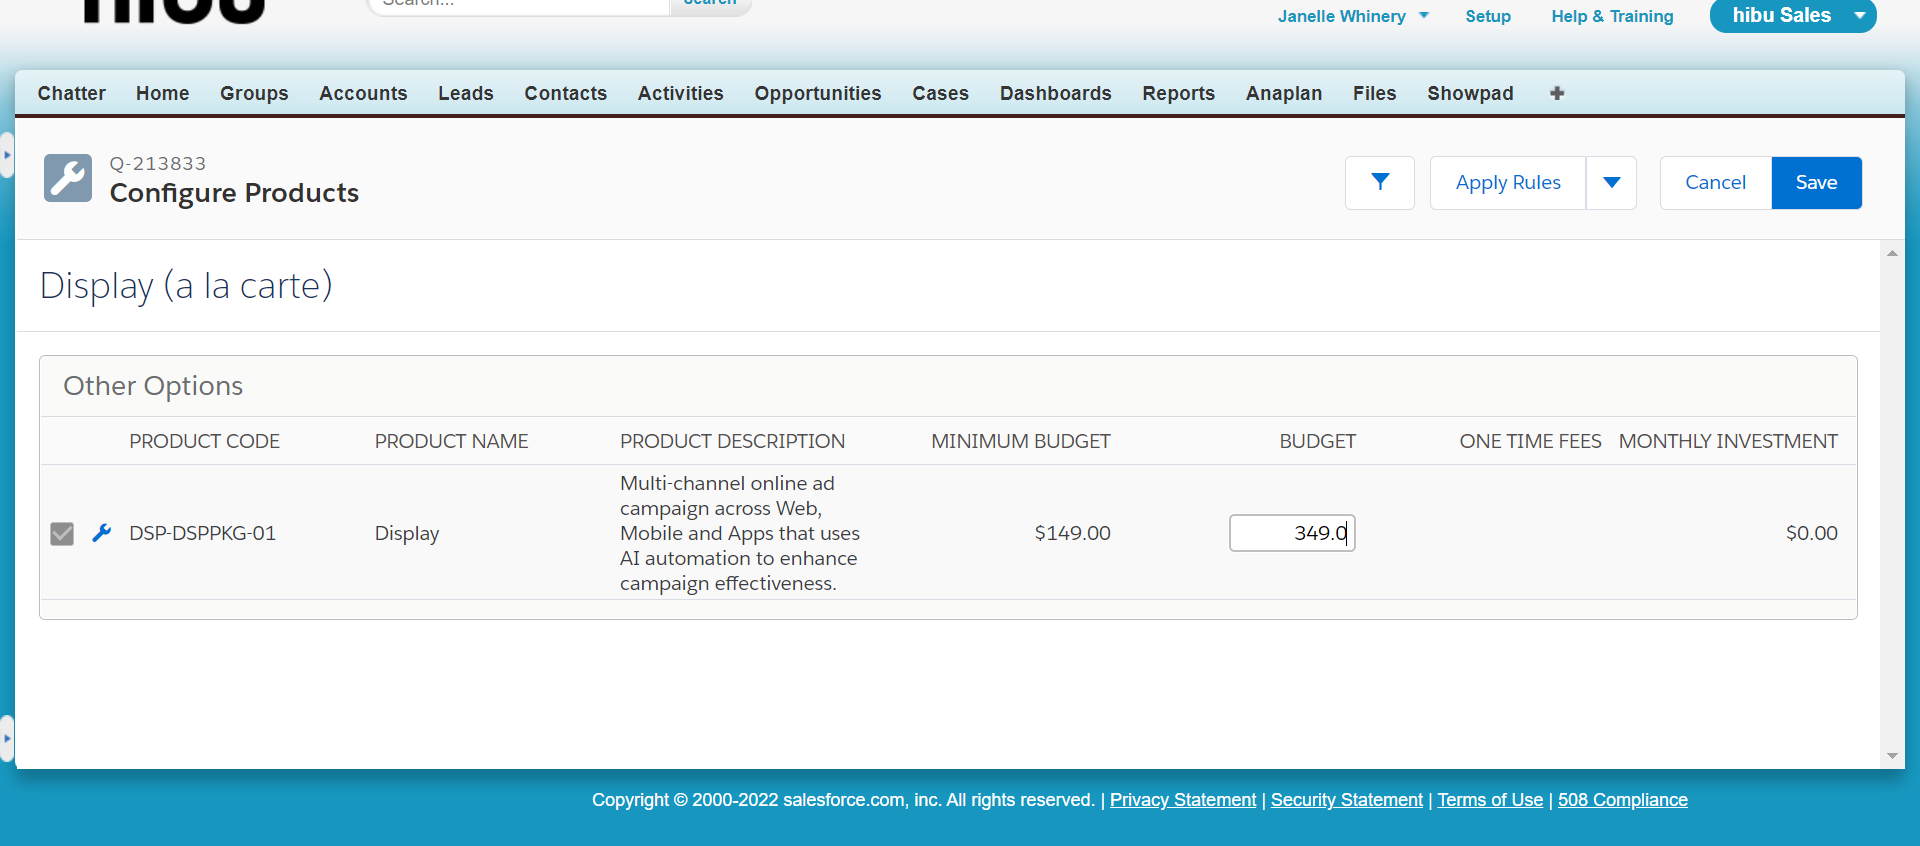 hibu
Search...
Search
Janelle Whinery
Setup
Help & Training
hibu Sales
Chatter
Home
Groups
Accounts
Leads
Contacts
Activities
Opportunities
Cases
Dashboards
Reports
Anaplan
Files
Showpad
Q-213833
Configure Products
Apply Rules
Cancel
Save
Display (a la carte)
Other Options
PRODUCT CODE
PRODUCT NAME
PRODUCT DESCRIPTION
MINIMUM BUDGET
BUDGET
ONE TIME FEES
MONTHLY INVESTMENT
DSP-DSPPKG-01
Display
Multi-channel online ad
campaign across Web,
Mobile and Apps that uses
AI automation to enhance
campaign effectiveness.
$149.00
349.0
$0.00
Copyright © 2000-2022 salesforce.com, inc. All rights reserved. | Privacy Statement | Security Statement | Terms of Use | 508 Compliance